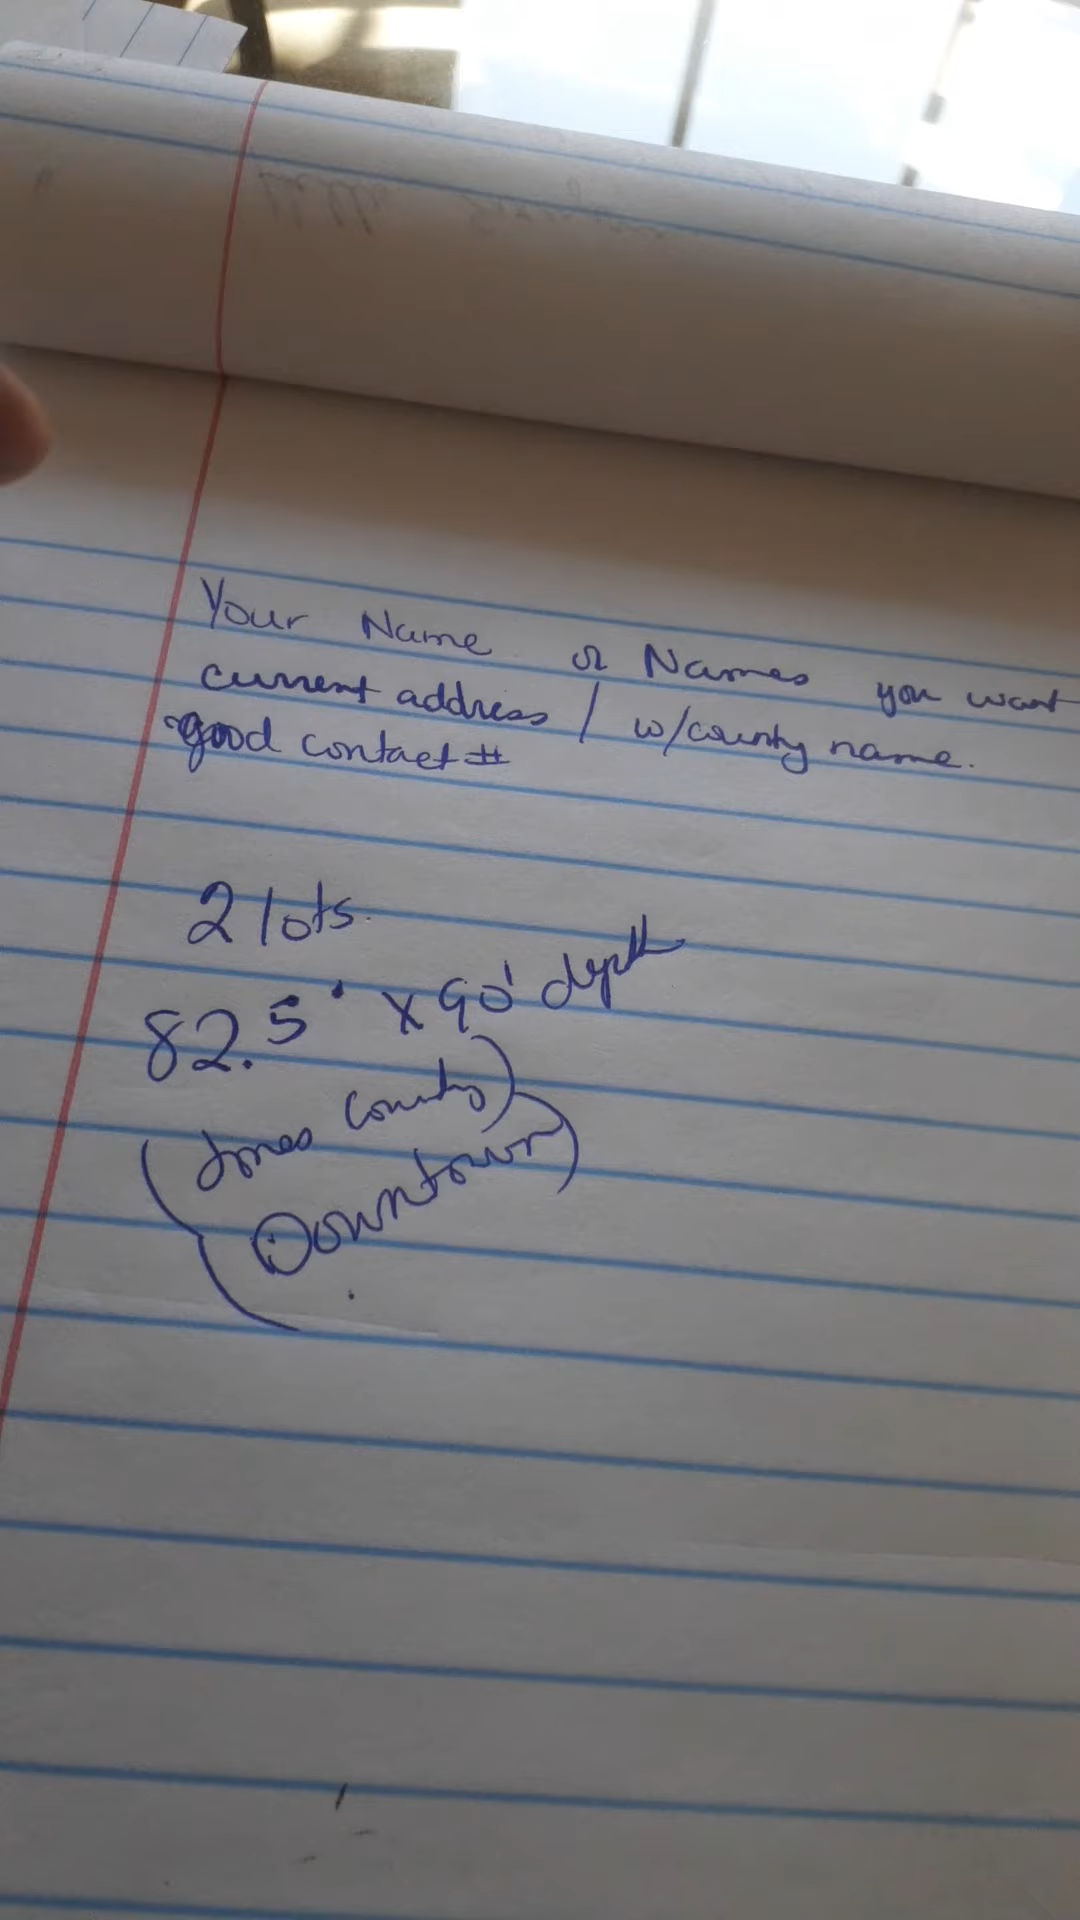 Your Name or Names you want
current address / w/county name.
good contact #
2 lots.
82.5' x 90' depth
(Jones County)
(Downtown)